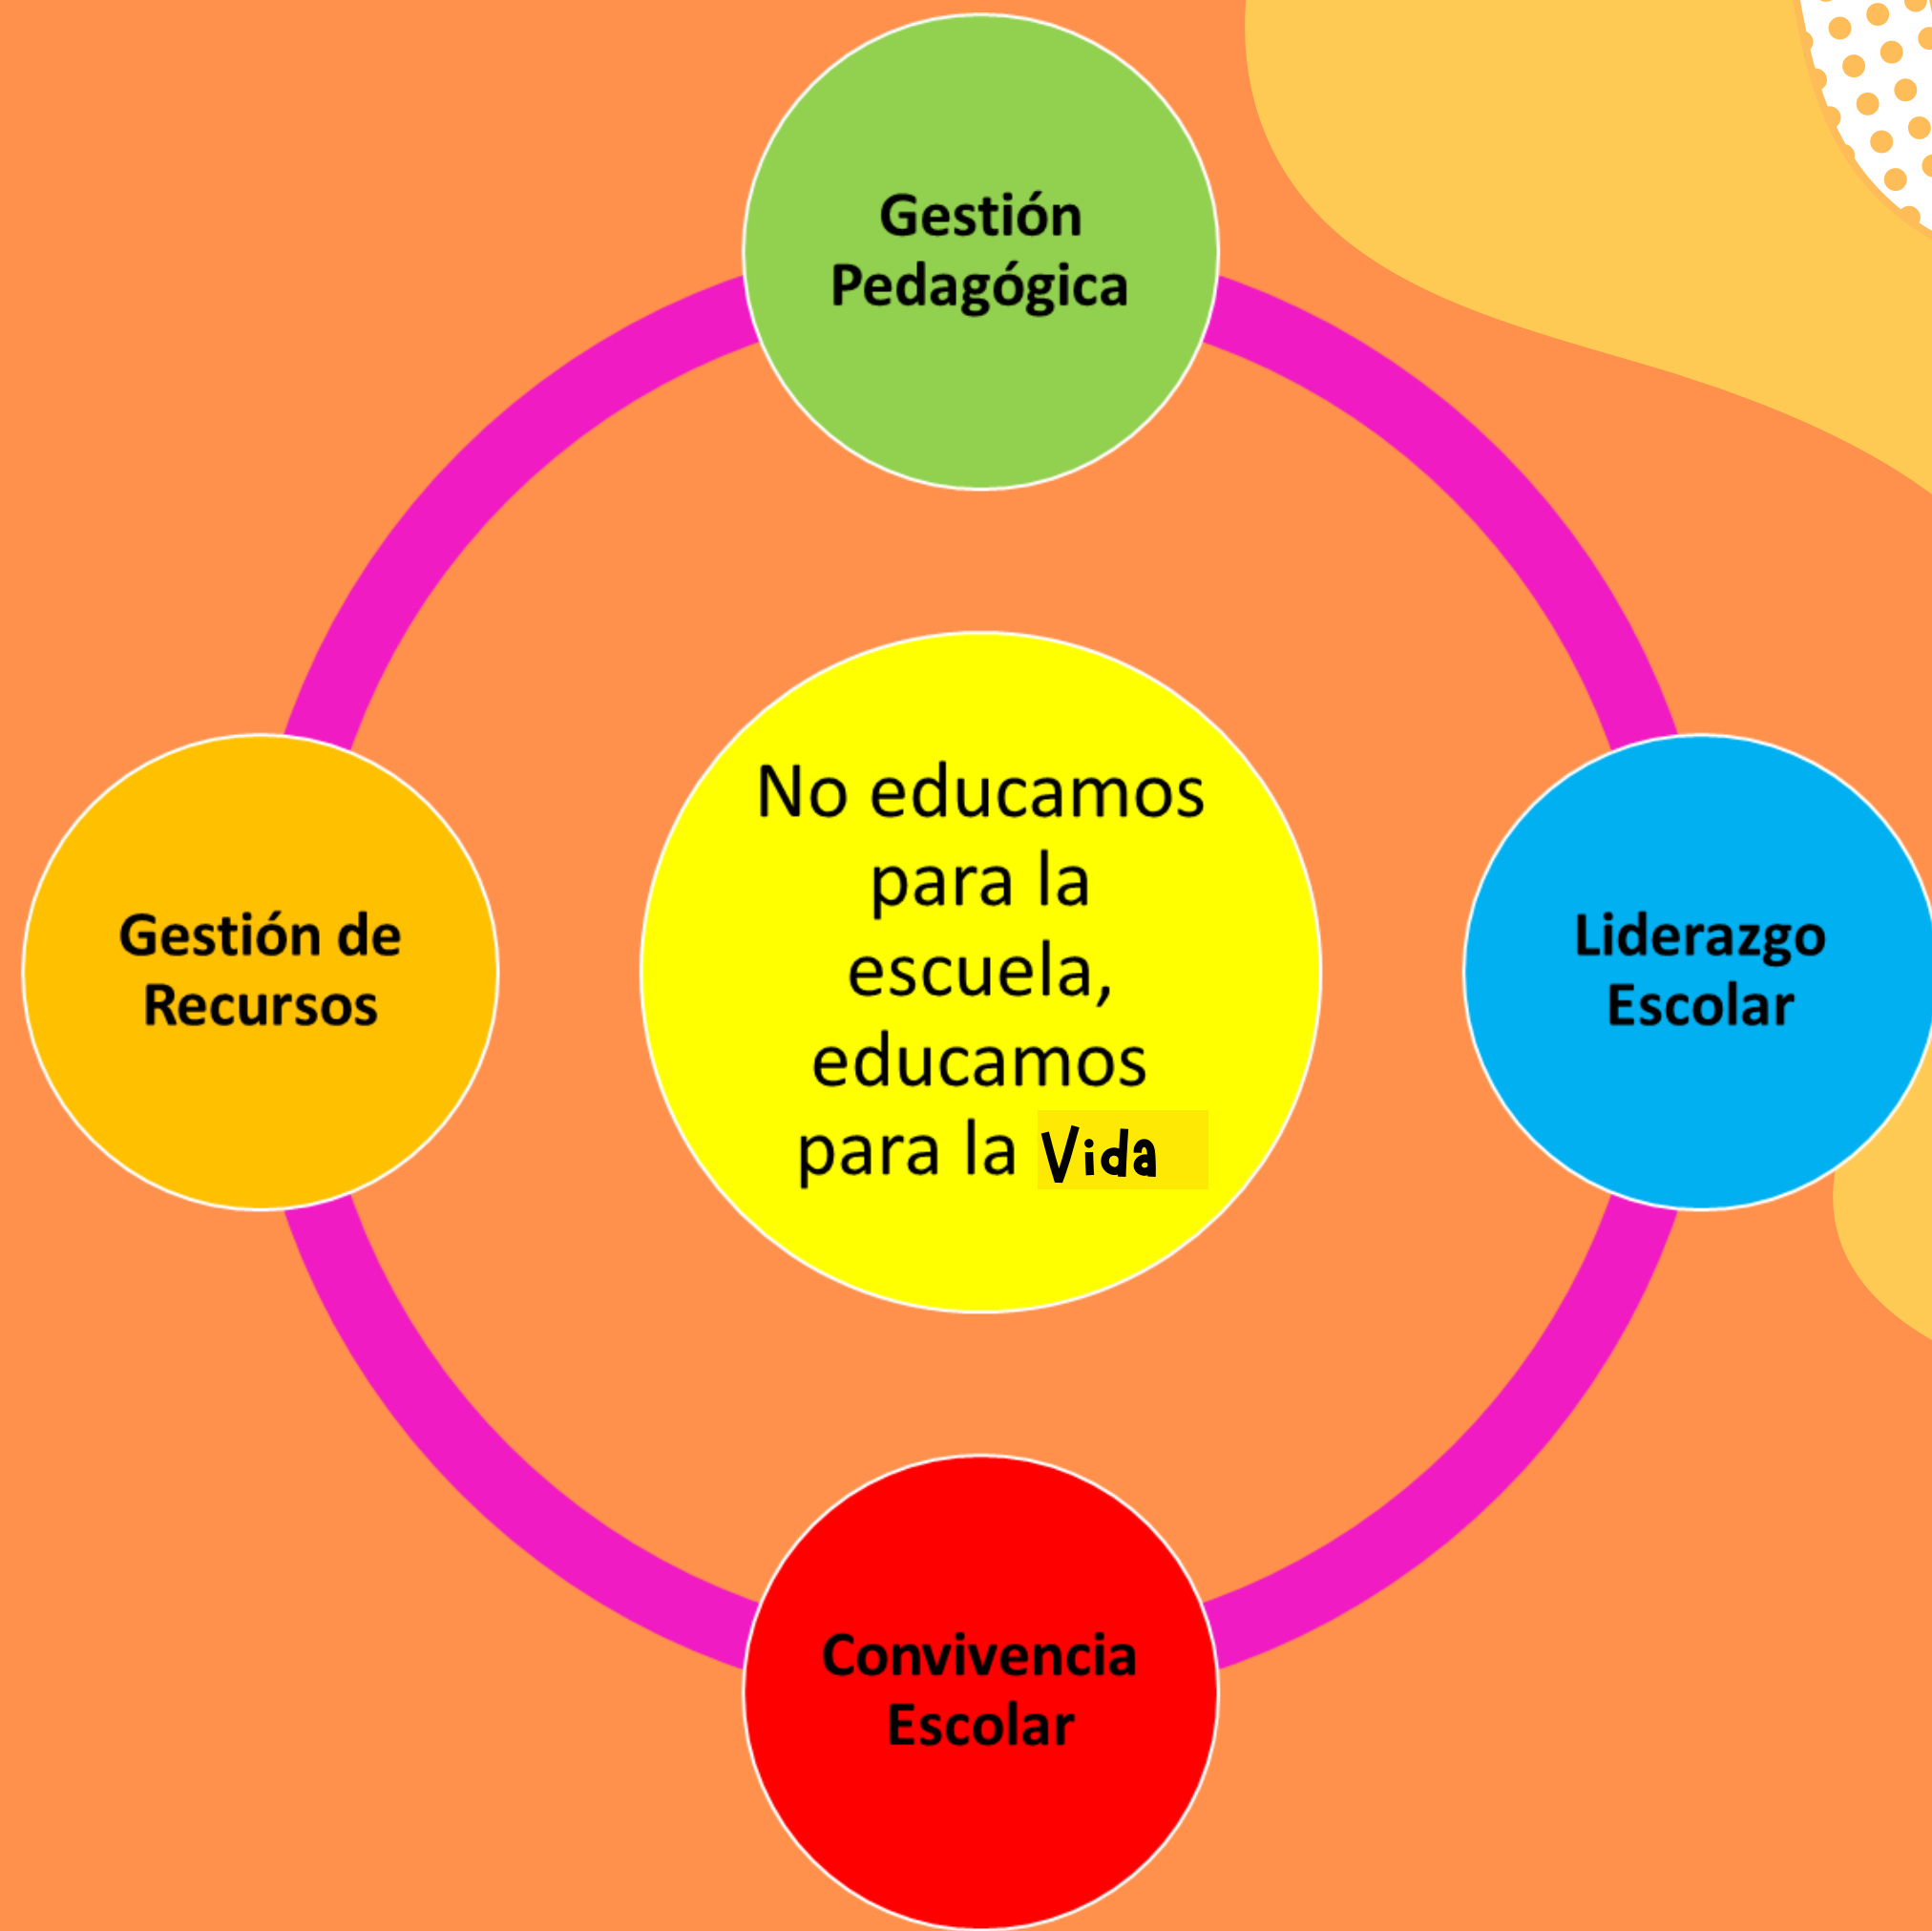 Gestión
Pedagógica
No educamos
para la
escuela,
educamos
para la Vida
Gestión de
Recursos
Liderazgo
Escolar
Convivencia
Escolar